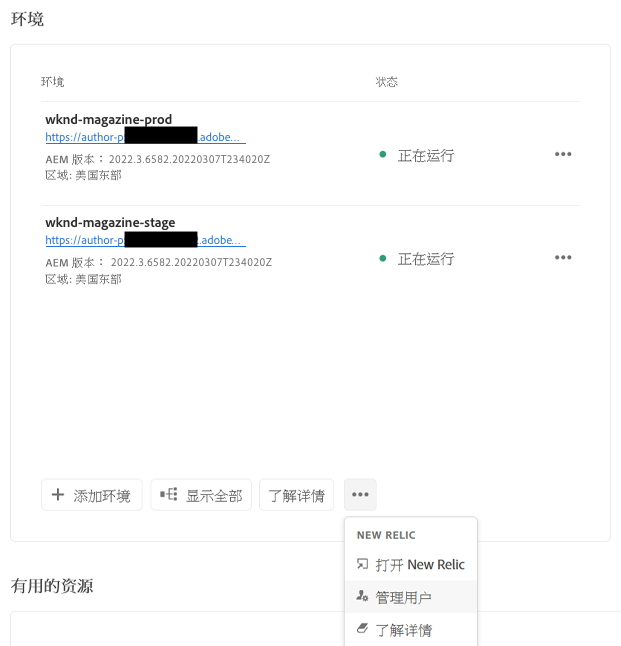 环境
环境 状态
wknd-magazine-prod
https://author-p .adobe...
AEM 版本： 2022.3.6582.20220307T234020Z
区域: 美国东部
正在运行
wknd-magazine-stage
https://author-p .adobe...
AEM 版本： 2022.3.6582.20220307T234020Z
区域: 美国东部
正在运行
添加环境 显示全部 了解详情
NEW RELIC
打开 New Relic
管理用户
了解详情
有用的资源